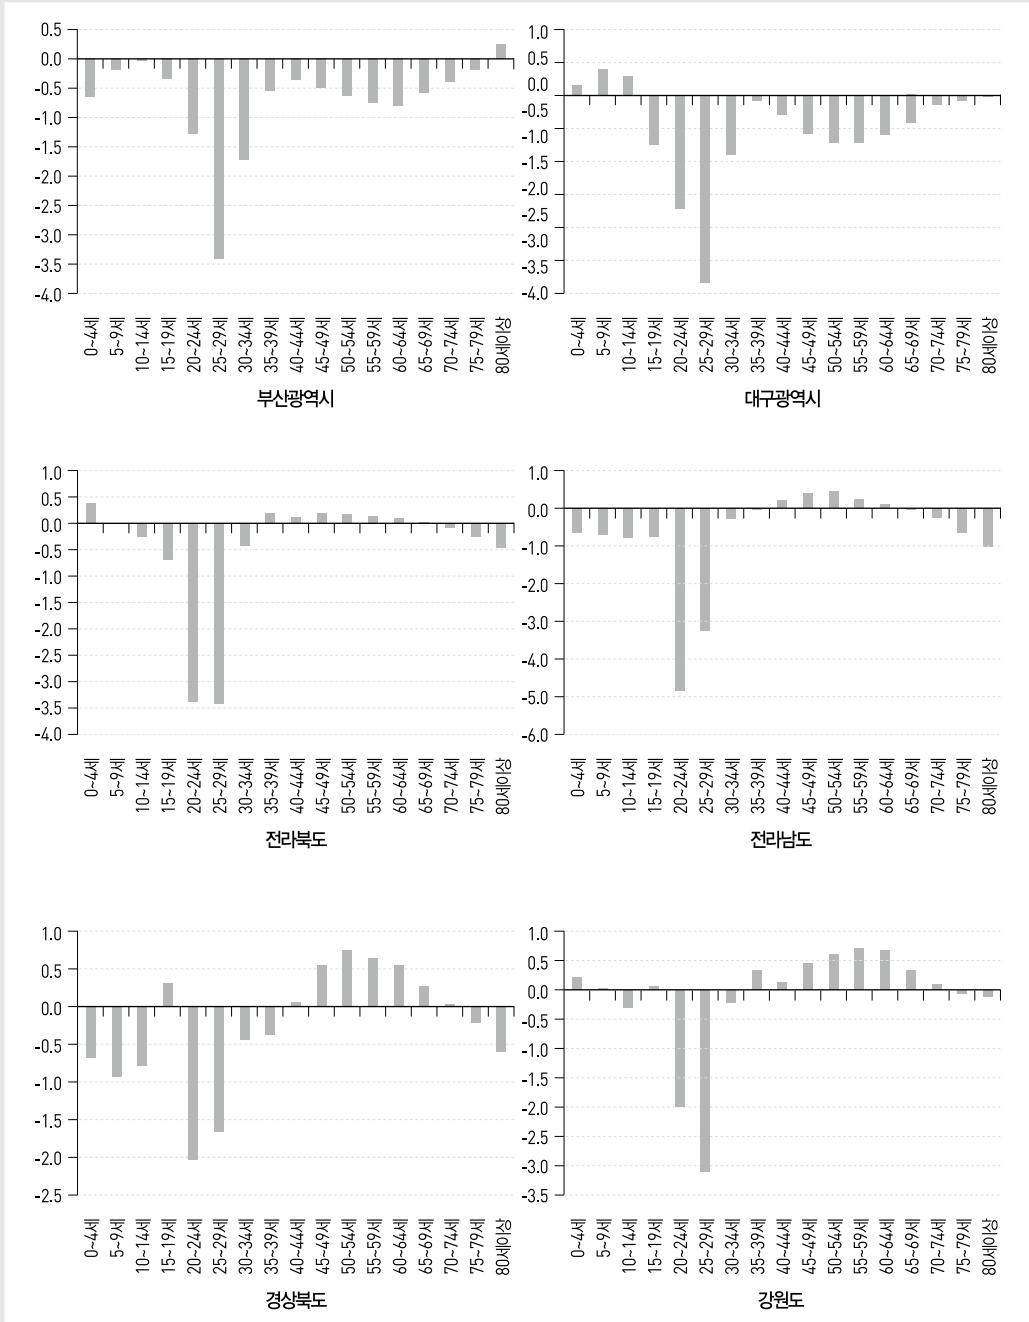 0.5
0.0
-0.5
-1.0
-1.5
-2.0
-2.5
-3.0
-3.5
-4.0
0~4세
5~9세
10~14세
15~19세
20~24세
25~29세
30~34세
35~39세
40~44세
45~49세
50~54세
55~59세
60~64세
65~69세
70~74세
75~79세
80세이상
부산광역시
1.0
0.5
0.0
-0.5
-1.0
-1.5
-2.0
-2.5
-3.0
-3.5
-4.0
0~4세
5~9세
10~14세
15~19세
20~24세
25~29세
30~34세
35~39세
40~44세
45~49세
50~54세
55~59세
60~64세
65~69세
70~74세
75~79세
80세이상
대구광역시
1.0
0.5
0.0
-0.5
-1.0
-1.5
-2.0
-2.5
-3.0
-3.5
-4.0
0~4세
5~9세
10~14세
15~19세
20~24세
25~29세
30~34세
35~39세
40~44세
45~49세
50~54세
55~59세
60~64세
65~69세
70~74세
75~79세
80세이상
전라북도
1.0
0.0
-1.0
-2.0
-3.0
-4.0
-5.0
-6.0
0~4세
5~9세
10~14세
15~19세
20~24세
25~29세
30~34세
35~39세
40~44세
45~49세
50~54세
55~59세
60~64세
65~69세
70~74세
75~79세
80세이상
전라남도
1.0
0.5
0.0
-0.5
-1.0
-1.5
-2.0
-2.5
0~4세
5~9세
10~14세
15~19세
20~24세
25~29세
30~34세
35~39세
40~44세
45~49세
50~54세
55~59세
60~64세
65~69세
70~74세
75~79세
80세이상
경상북도
1.0
0.5
0.0
-0.5
-1.0
-1.5
-2.0
-2.5
-3.0
-3.5
0~4세
5~9세
10~14세
15~19세
20~24세
25~29세
30~34세
35~39세
40~44세
45~49세
50~54세
55~59세
60~64세
65~69세
70~74세
75~79세
80세이상
강원도